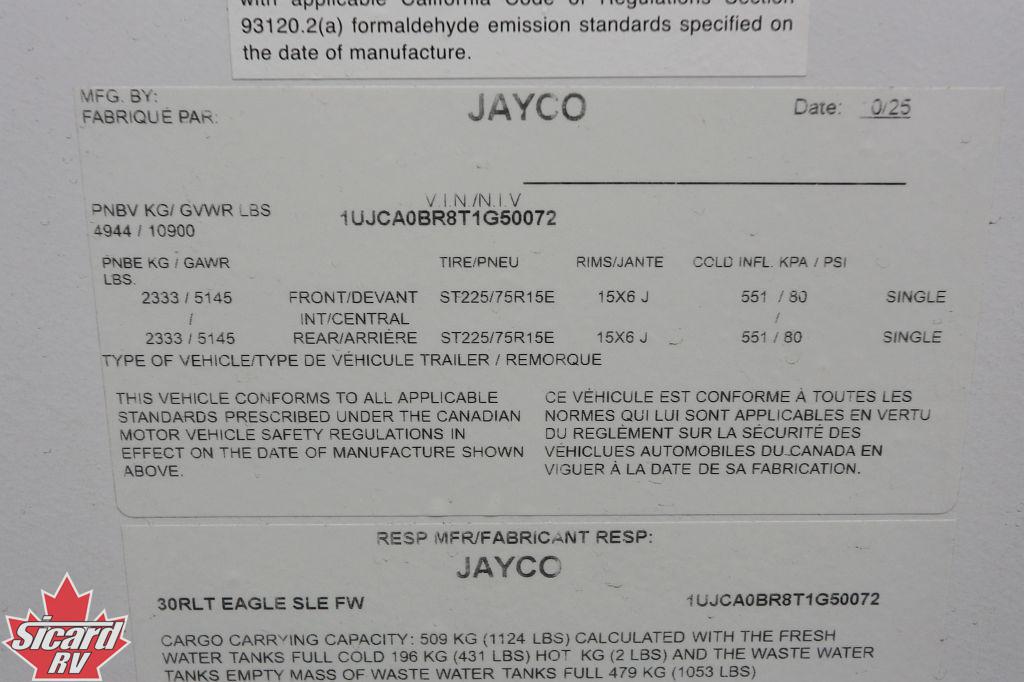 with applicable California Code of Regulations Section
93120.2(a) formaldehyde emission standards specified on
the date of manufacture.
MFG. BY: JAYCO Date: 0/25
FABRIQUÉ PAR:
V.I.N./N.I.V
PNBV KG/ GVWR LBS 1UJCA0BR8T1G50072
4944 / 10900
PNBE KG / GAWR TIRE/PNEU RIMS/JANTE COLD INFL. KPA / PSI
LBS.
2333 / 5145 FRONT/DEVANT ST225/75R15E 15X6 J 551 / 80 SINGLE
/ INT/CENTRAL /
2333 / 5145 REAR/ARRIÈRE ST225/75R15E 15X6 J 551 / 80 SINGLE
TYPE OF VEHICLE/TYPE DE VÉHICULE TRAILER / REMORQUE
THIS VEHICLE CONFORMS TO ALL APPLICABLE
STANDARDS PRESCRIBED UNDER THE CANADIAN
MOTOR VEHICLE SAFETY REGULATIONS IN
EFFECT ON THE DATE OF MANUFACTURE SHOWN
ABOVE.
CE VÉHICULE EST CONFORME À TOUTES LES
NORMES QUI LUI SONT APPLICABLES EN VERTU
DU REGLÈMENT SUR LA SÉCURITÉ DES
VÉHICLUES AUTOMOBILES DU CANADA EN
VIGUER À LA DATE DE SA FABRICATION.
RESP MFR/FABRICANT RESP:
JAYCO
30RLT EAGLE SLE FW 1UJCA0BR8T1G50072
CARGO CARRYING CAPACITY: 509 KG (1124 LBS) CALCULATED WITH THE FRESH
WATER TANKS FULL COLD 196 KG (431 LBS) HOT KG (2 LBS) AND THE WASTE WATER
TANKS EMPTY MASS OF WASTE WATER TANKS FULL 479 KG (1053 LBS)
Sicard
RV